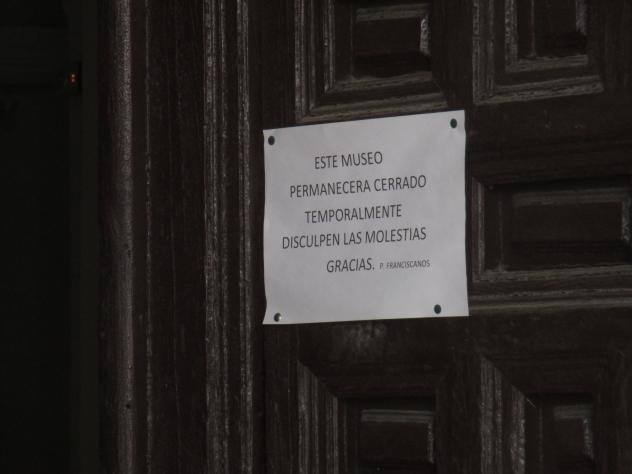 ESTE MUSEO
PERMANECERA CERRADO
TEMPORALMENTE
DISCULPEN LAS MOLESTIAS
GRACIAS. P. FRANCISCANOS